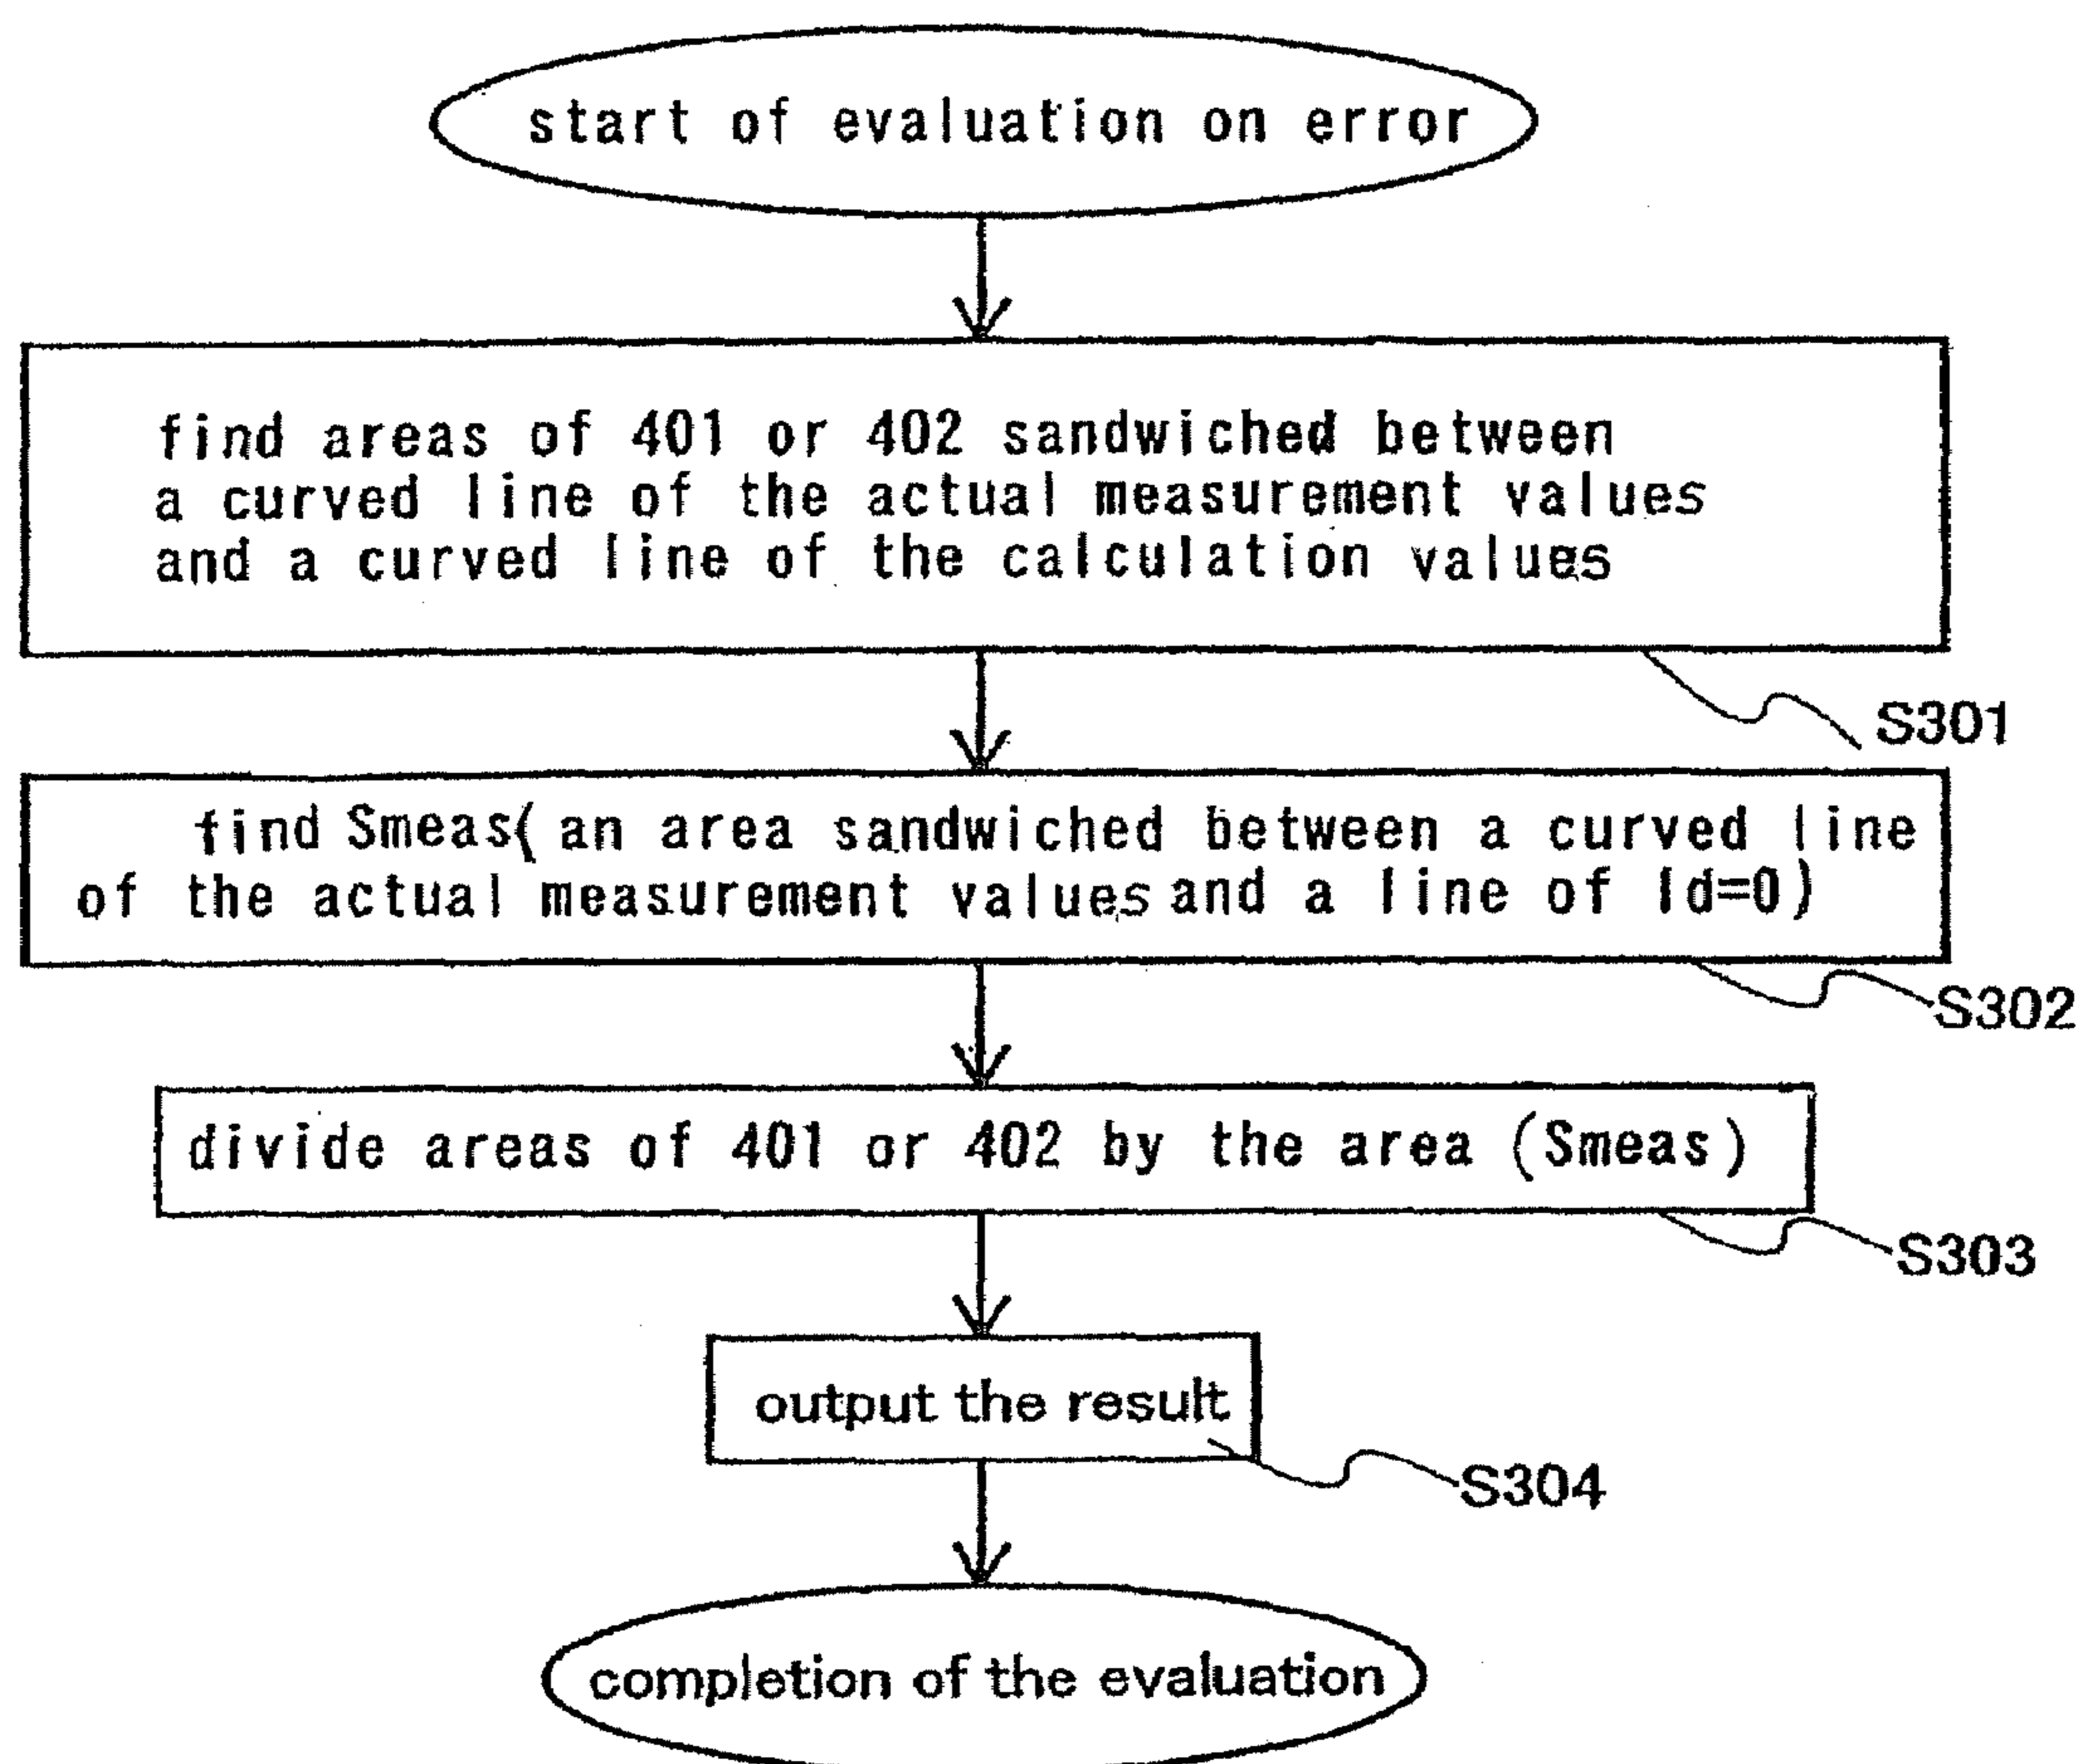 start of evaluation on error
find areas of 401 or 402 sandwiched between
a curved line of the actual measurement values
and a curved line of the calculation values
S301
find Smeas( an area sandwiched between a curved line
of the actual measurement values and a line of Id=0)
S302
divide areas of 401 or 402 by the area (Smeas)
S303
output the result
S304
completion of the evaluation